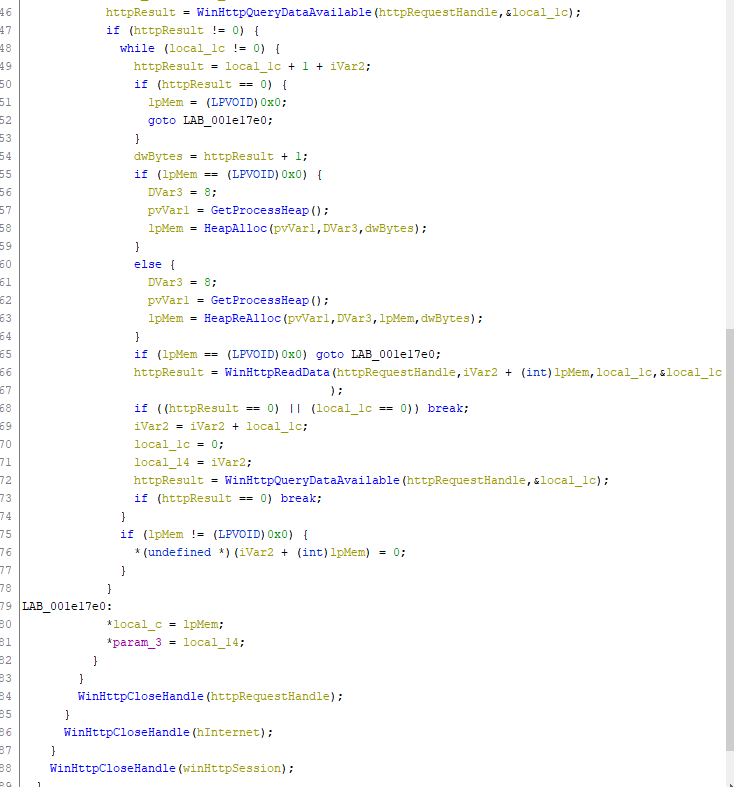 46 httpResult = WinHttpQueryDataAvailable(httpRequestHandle,&local_1c);
47 if (httpResult != 0) {
48 while (local_1c != 0) {
49 httpResult = local_1c + 1 + iVar2;
50 if (httpResult == 0) {
51 lpMem = (LPVOID)0x0;
52 goto LAB_001e17e0;
53 }
54 dwBytes = httpResult + 1;
55 if (lpMem == (LPVOID)0x0) {
56 DVar3 = 8;
57 pvVar1 = GetProcessHeap();
58 lpMem = HeapAlloc(pvVar1,DVar3,dwBytes);
59 }
60 else {
61 DVar3 = 8;
62 pvVar1 = GetProcessHeap();
63 lpMem = HeapReAlloc(pvVar1,DVar3,lpMem,dwBytes);
64 }
65 if (lpMem == (LPVOID)0x0) goto LAB_001e17e0;
66 httpResult = WinHttpReadData(httpRequestHandle,iVar2 + (int)lpMem,local_1c,&local_1c
67 );
68 if ((httpResult == 0) || (local_1c == 0)) break;
69 iVar2 = iVar2 + local_1c;
70 local_1c = 0;
71 local_14 = iVar2;
72 httpResult = WinHttpQueryDataAvailable(httpRequestHandle,&local_1c);
73 if (httpResult == 0) break;
74 }
75 if (lpMem != (LPVOID)0x0) {
76 *(undefined *)(iVar2 + (int)lpMem) = 0;
77 }
78 }
79 LAB_001e17e0:
80 *local_c = lpMem;
81 *param_3 = local_14;
82 }
83 }
84 WinHttpCloseHandle(httpRequestHandle);
85 }
86 WinHttpCloseHandle(hInternet);
87 }
88 WinHttpCloseHandle(winHttpSession);
89 }